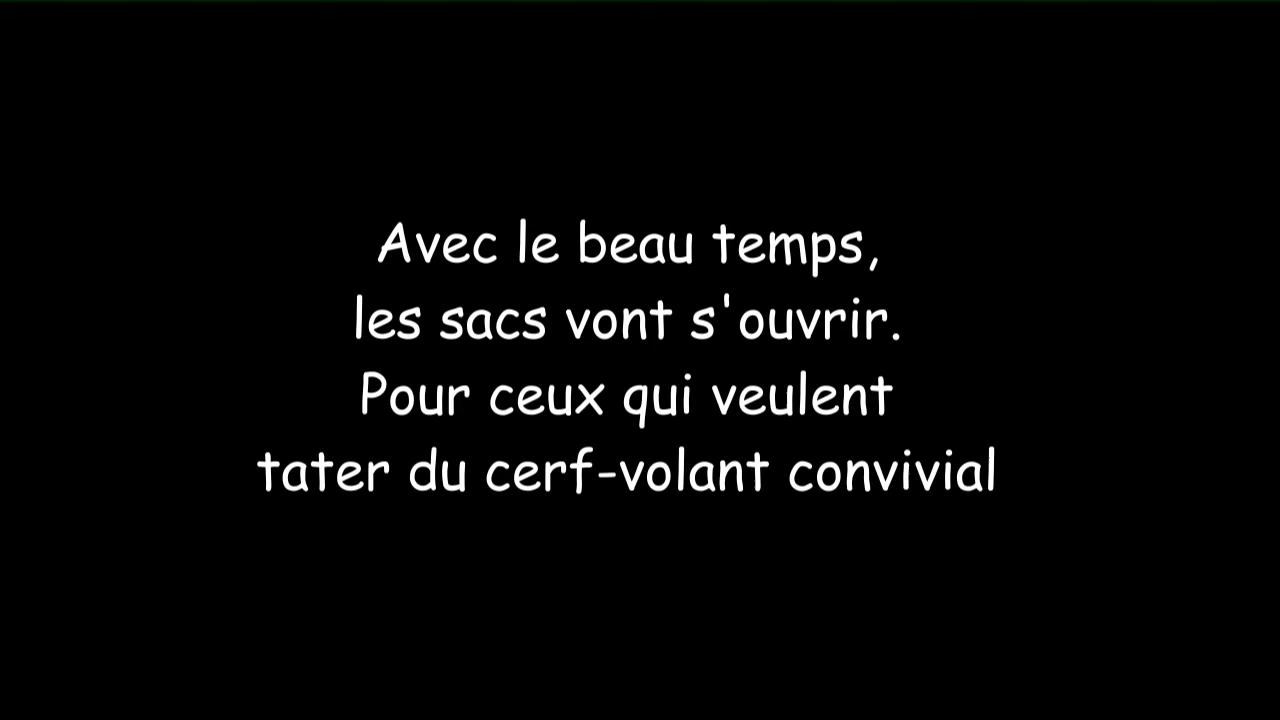 Avec le beau temps,
les sacs vont s'ouvrir.
Pour ceux qui veulent
tater du cerf-volant convivial